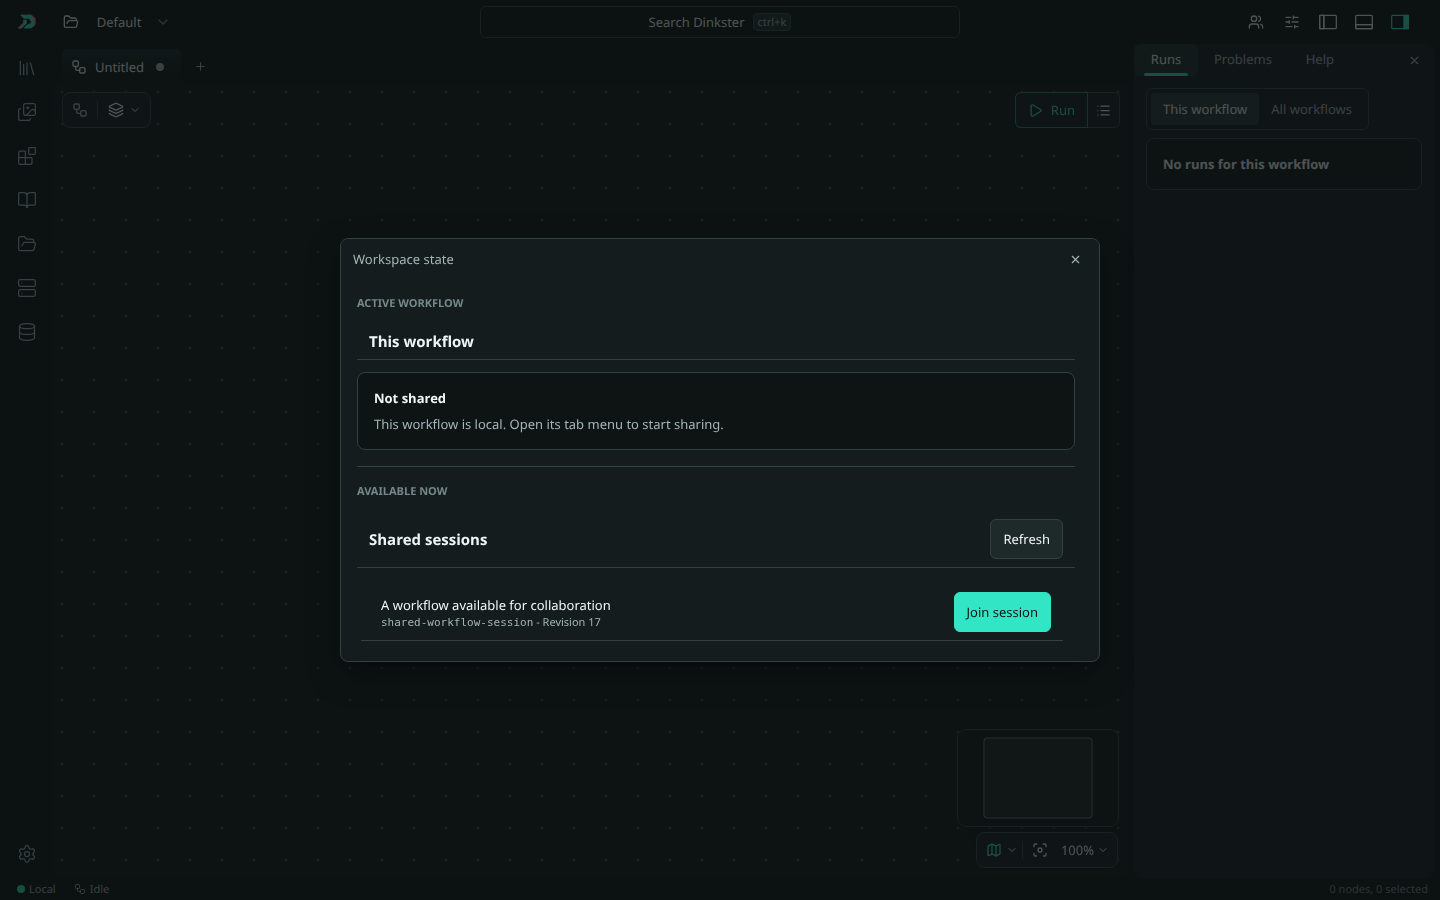 Default
Search Dinkster ctrl+k
Untitled
Run
Runs Problems Help
This workflow All workflows
No runs for this workflow
Workspace state
ACTIVE WORKFLOW
This workflow
Not shared
This workflow is local. Open its tab menu to start sharing.
AVAILABLE NOW
Shared sessions
Refresh
A workflow available for collaboration
shared-workflow-session - Revision 17
Join session
100%
Local Idle
0 nodes, 0 selected